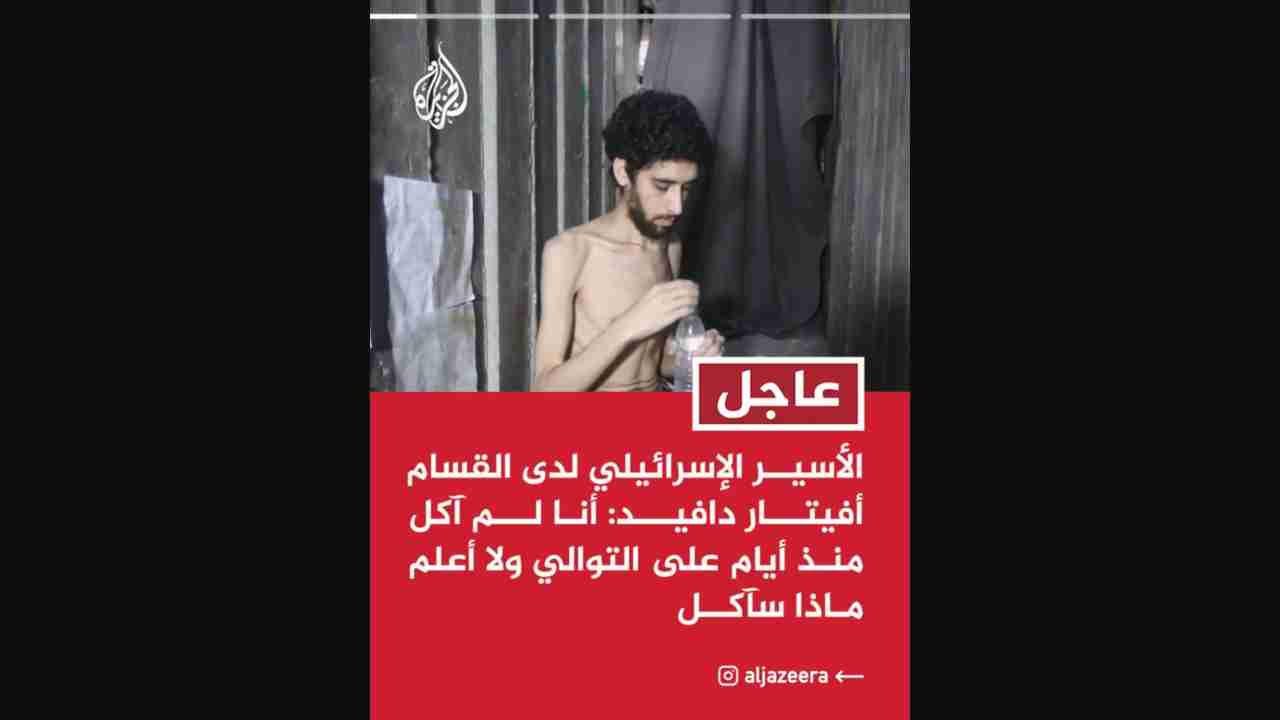 الجزيرة
عاجل
الأسير الإسرائيلي لدى القسام
أفيتار دافيد: أنا لم آكل
منذ أيام على التوالي ولا أعلم
ماذا سآكل
aljazeera